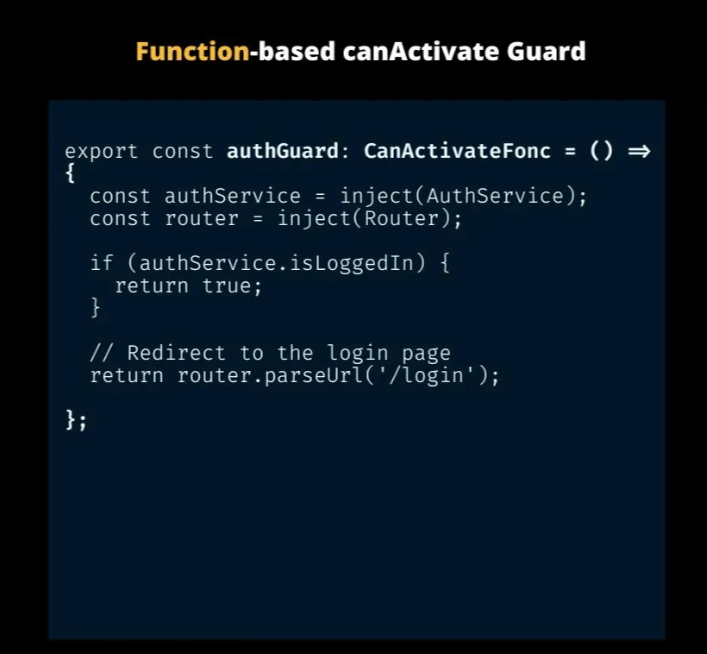 Function-based canActivate Guard
export const authGuard: CanActivateFonc = () ⇒
{
const authService = inject(AuthService);
const router = inject(Router);
if (authService.isLoggedIn) {
return true;
}
// Redirect to the login page
return router.parseUrl('/login');
};